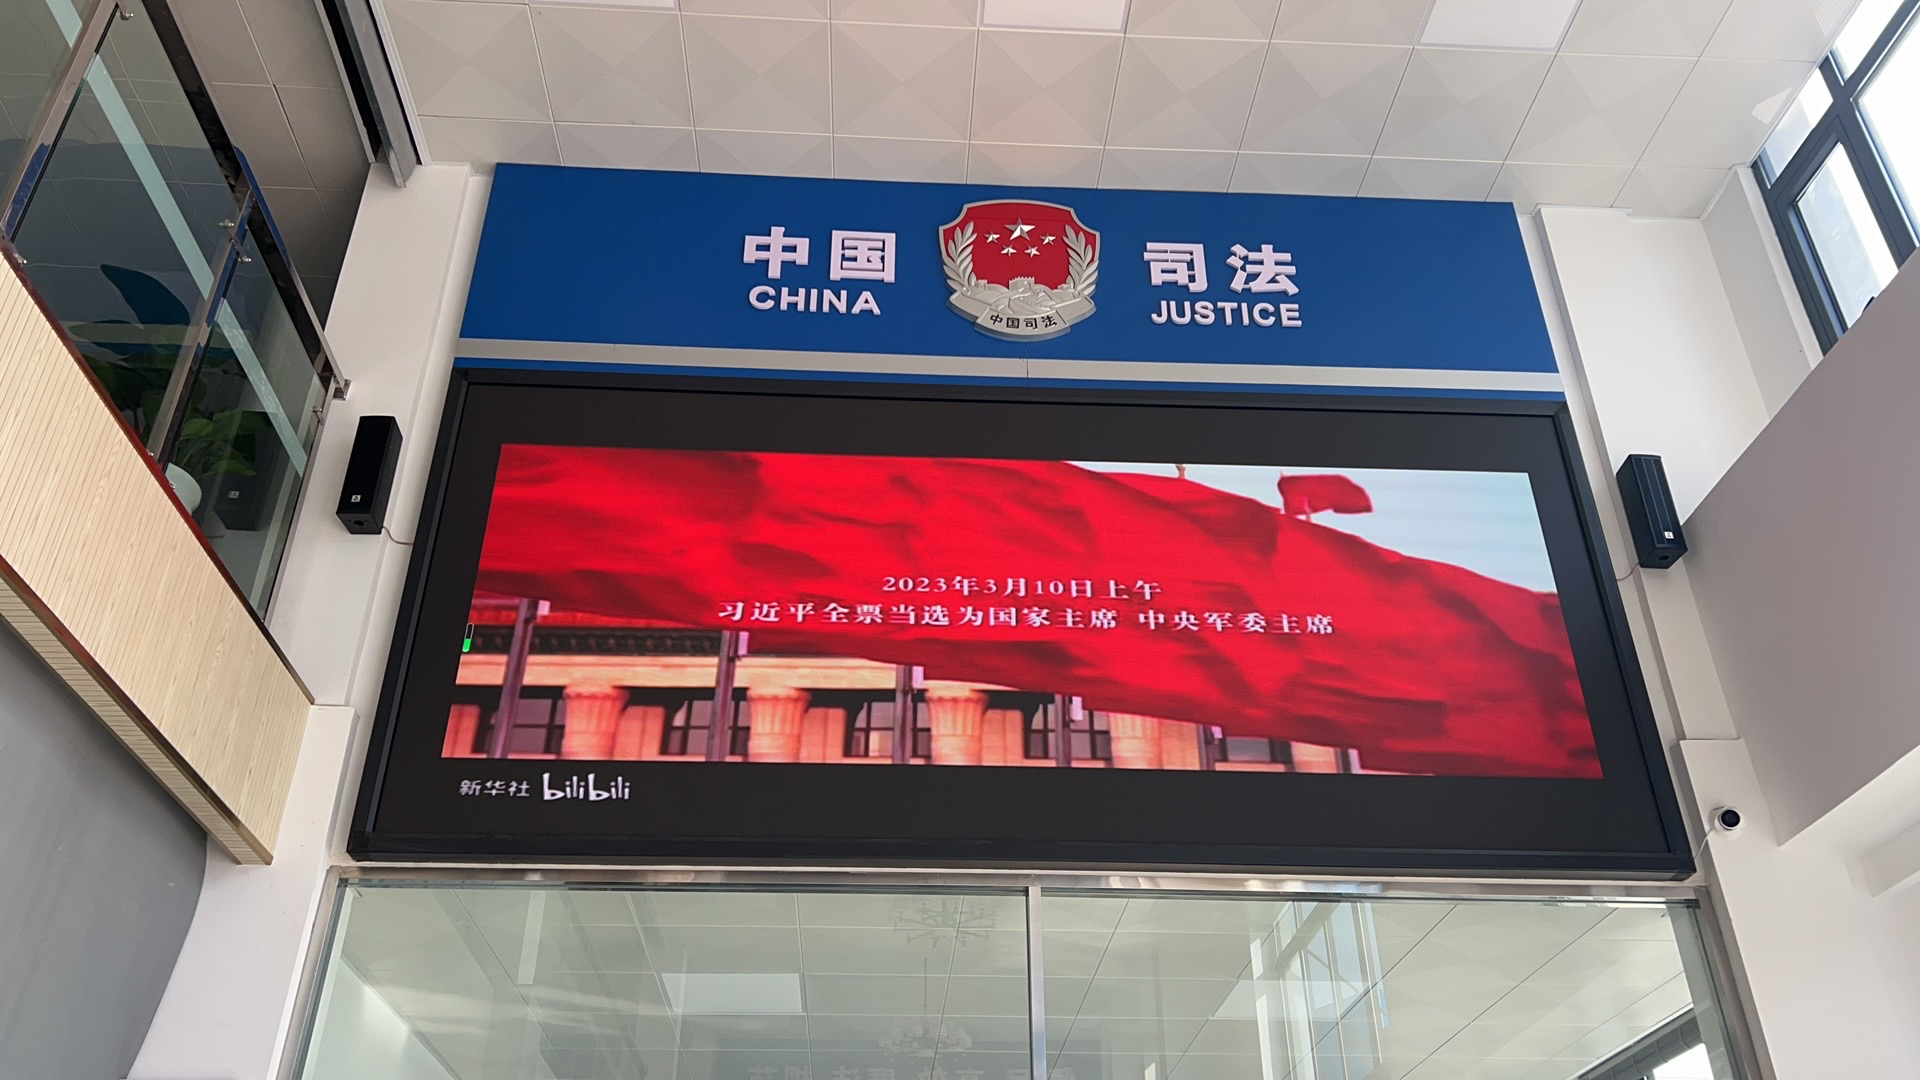 中国 司法
CHINA JUSTICE
中国司法
2023年3月10日上午
习近平全票当选为国家主席 中央军委主席
新华社 bilibili